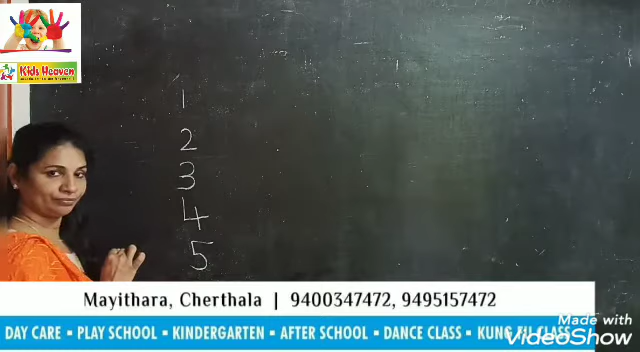 Kids Heaven
1
2
3
4
5
Mayithara, Cherthala | 9400347472, 9495157472
DAY CARE ▪ PLAY SCHOOL ▪ KINDERGARTEN ▪ AFTER SCHOOL ▪ DANCE CLASS ▪ KUNG FU CLASS
Made with
VideoShow